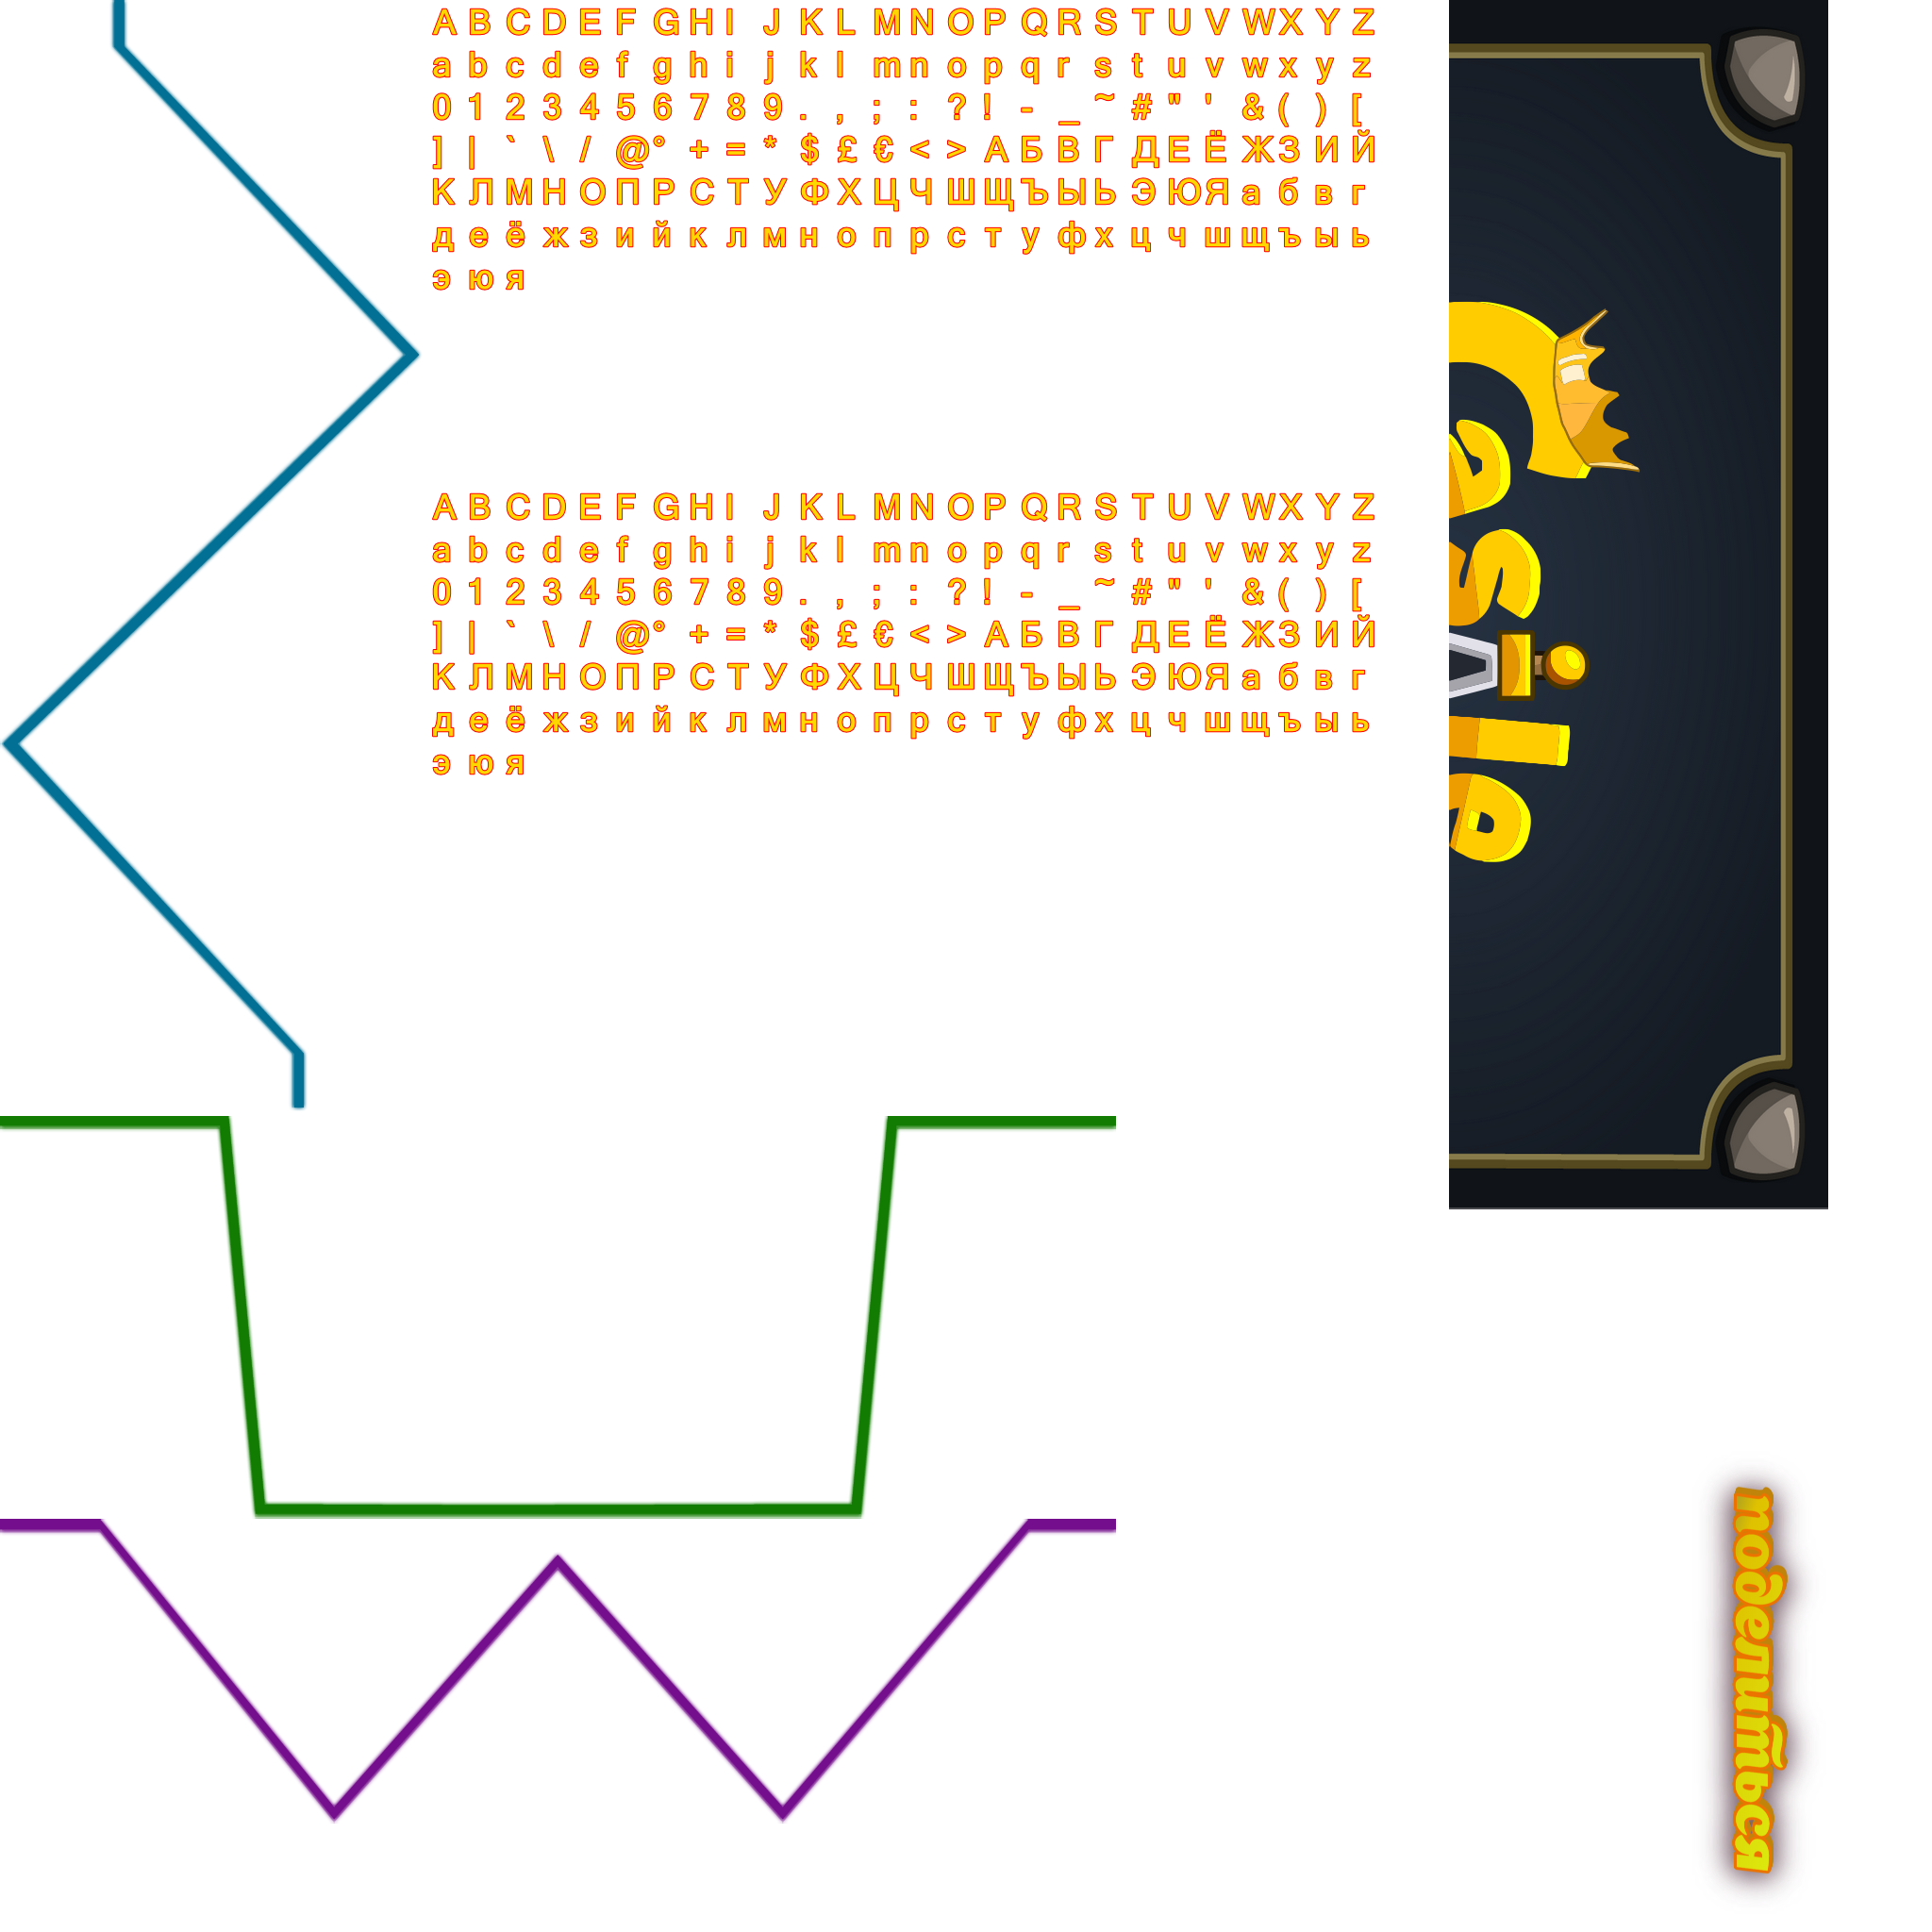 A B C D E F G H I J K L M N O P Q R S T U V W X Y Z
a b c d e f g h i j k l m n o p q r s t u v w x y z
0 1 2 3 4 5 6 7 8 9 . , ; : ? ! - _ ~ # " ' & ( ) [
] | ` \ / @ ° + = * $ £ € < > А Б В Г Д Е Ё Ж З И Й
К Л М Н О П Р С Т У Ф Х Ц Ч Ш Щ Ъ Ы Ь Э Ю Я а б в г
д е ё ж з и й к л м н о п р с т у ф х ц ч ш щ ъ ы ь
э ю я
A B C D E F G H I J K L M N O P Q R S T U V W X Y Z
a b c d e f g h i j k l m n o p q r s t u v w x y z
0 1 2 3 4 5 6 7 8 9 . , ; : ? ! - _ ~ # " ' & ( ) [
] | ` \ / @ ° + = * $ £ € < > А Б В Г Д Е Ё Ж З И Й
К Л М Н О П Р С Т У Ф Х Ц Ч Ш Щ Ъ Ы Ь Э Ю Я а б в г
д е ё ж з и й к л м н о п р с т у ф х ц ч ш щ ъ ы ь
э ю я
поделиться